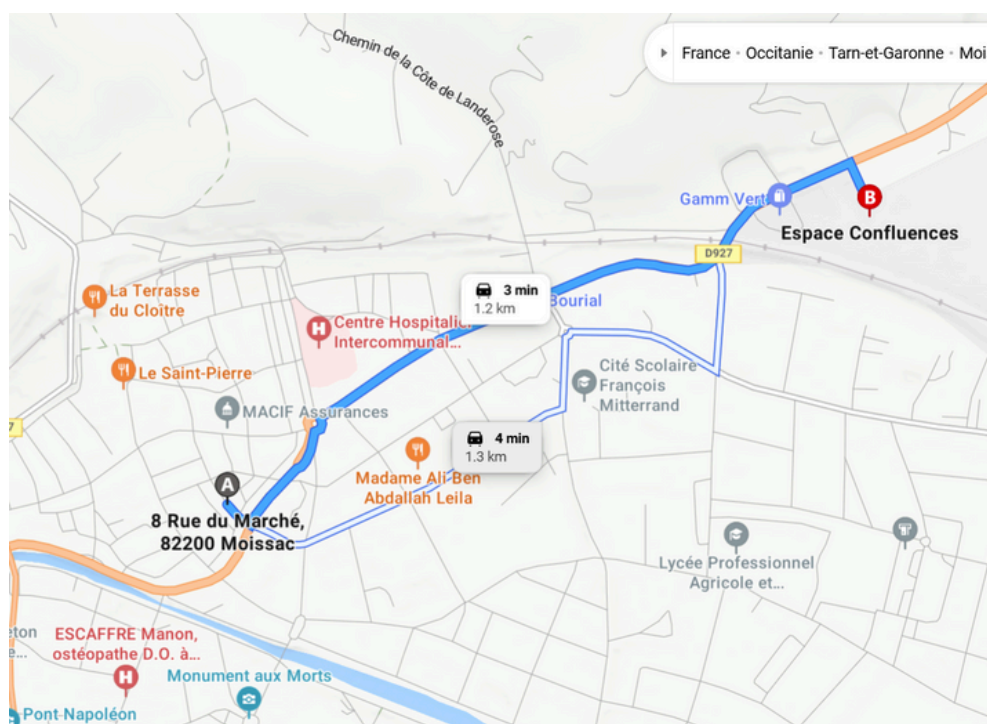 Chemin de la Côte de Landerose
France • Occitanie • Tarn-et-Garonne • Moi
Gamm Vert
B
Espace Confluences
D927
La Terrasse
du Cloitre
3 min
1.2 km
Bourial
H
Centre Hospitalier
Intercommunal...
Le Saint-Pierre
Cité Scolaire
François
Mitterrand
MACIF Assurances
7
4 min
1.3 km
Madame Ali Ben
Abdallah Leila
A
8 Rue du Marché,
82200 Moissac
Lycée Professionnel
Agricole et...
eton
e...
ESCAFFRE Manon,
ostéopathe D.O. à...
H
Monument aux Morts
Pont Napoléon